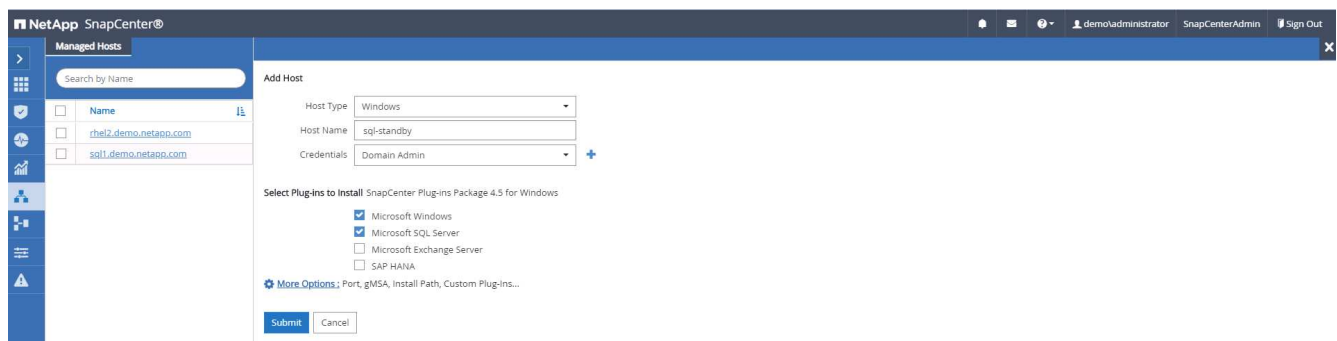 NetApp SnapCenter®
demo\administrator SnapCenterAdmin Sign Out
Managed Hosts
Search by Name
Name
rhel2.demo.netapp.com
sql1.demo.netapp.com
Add Host
Host Type Windows
Host Name sql-standby
Credentials Domain Admin
Select Plug-ins to Install SnapCenter Plug-ins Package 4.5 for Windows
Microsoft Windows
Microsoft SQL Server
Microsoft Exchange Server
SAP HANA
More Options : Port, gMSA, Install Path, Custom Plug-Ins...
Submit Cancel